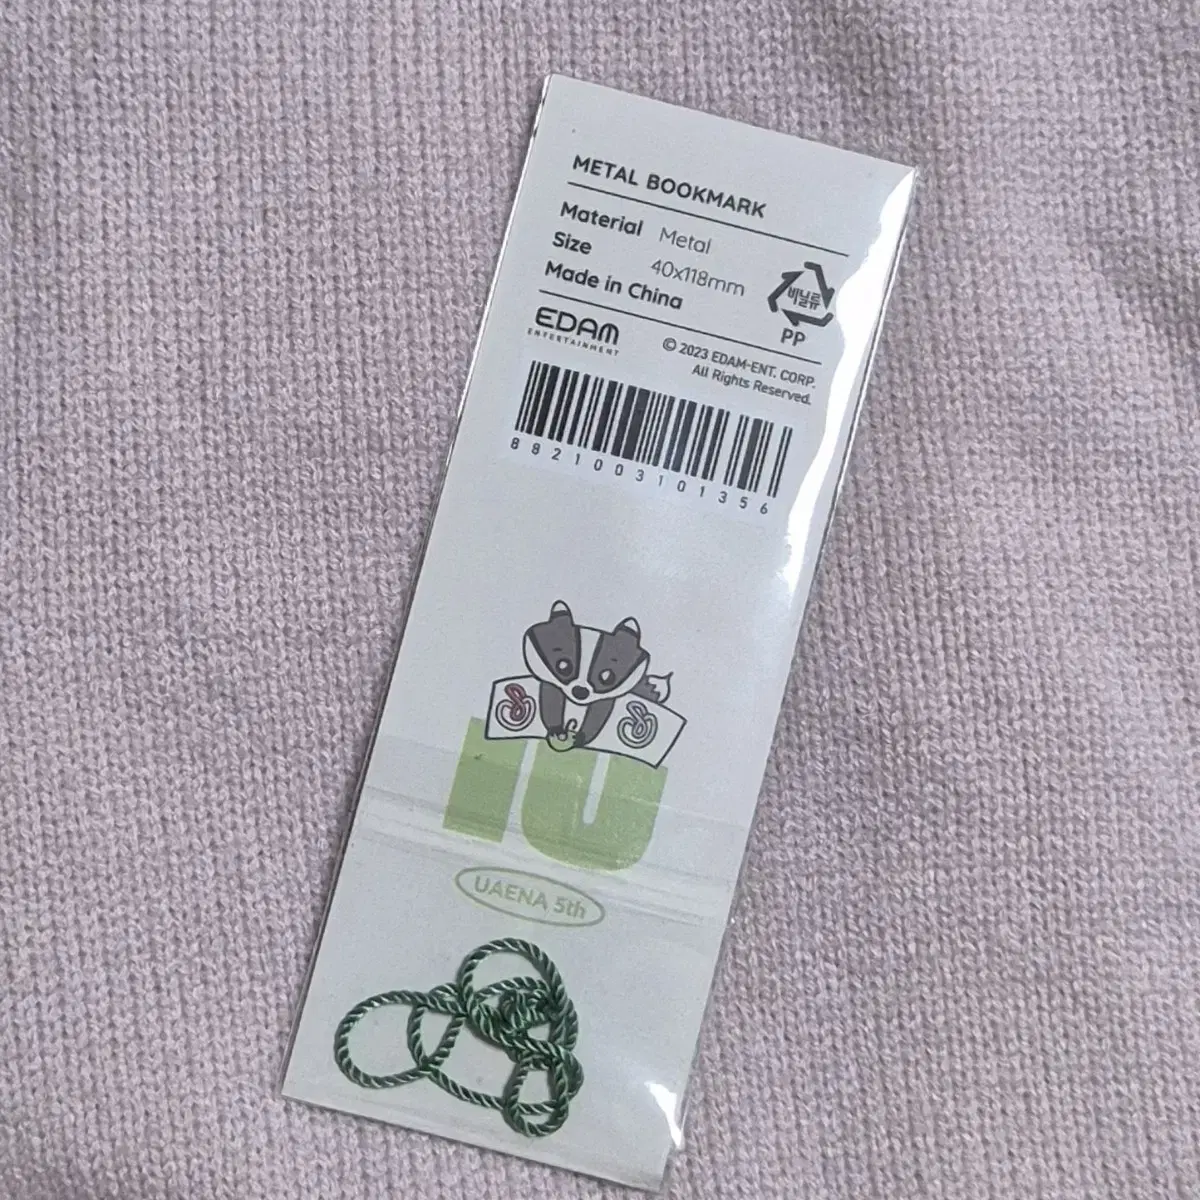 METAL BOOKMARK
Material Metal
Size 40x118mm
Made in China
비닐류
PP
EDAM
ENTERTAINMENT
© 2023 EDAM-ENT. CORP.
All Rights Reserved.
8821003101356
IU
UAENA 5th